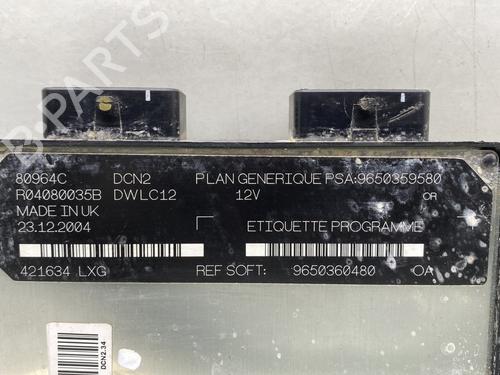 B-PARTS
80964C DCN2 PLAN GENERIQUE PSA:9650359580
R04080035B DWLC12 12V OR
MADE IN UK
23.12.2004 ETIQUETTE PROGRAMME
421634 LXG REF SOFT: 9650360480 OA
DCN2.34